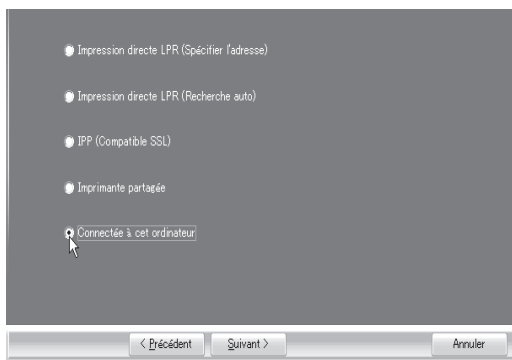 Impression directe LPR (Spécifier l'adresse)
Impression directe LPR (Recherche auto)
IPP (Compatible SSL)
Imprimante partagée
Connectée à cet ordinateur
< Précédent Suivant > Annuler